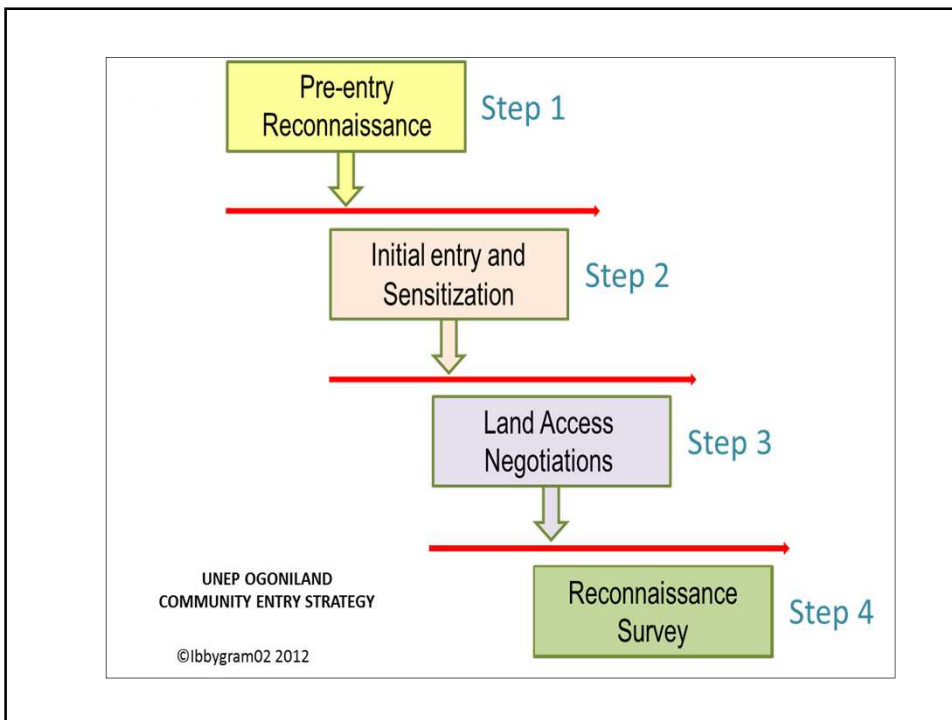 Pre-entry
Reconnaissance
Step 1
Initial entry and
Sensitization
Step 2
Land Access
Negotiations
Step 3
Reconnaissance
Survey
Step 4
UNEP OGONILAND
COMMUNITY ENTRY STRATEGY
©Ibbygram02 2012